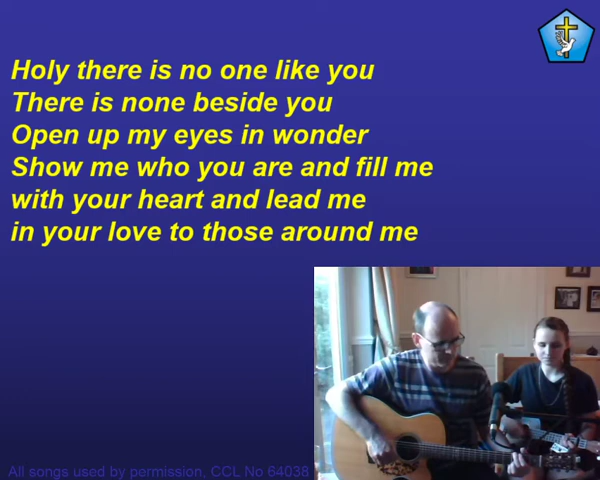 Holy there is no one like you
There is none beside you
Open up my eyes in wonder
Show me who you are and fill me
with your heart and lead me
in your love to those around me
All songs used by permission. CCL No 64038